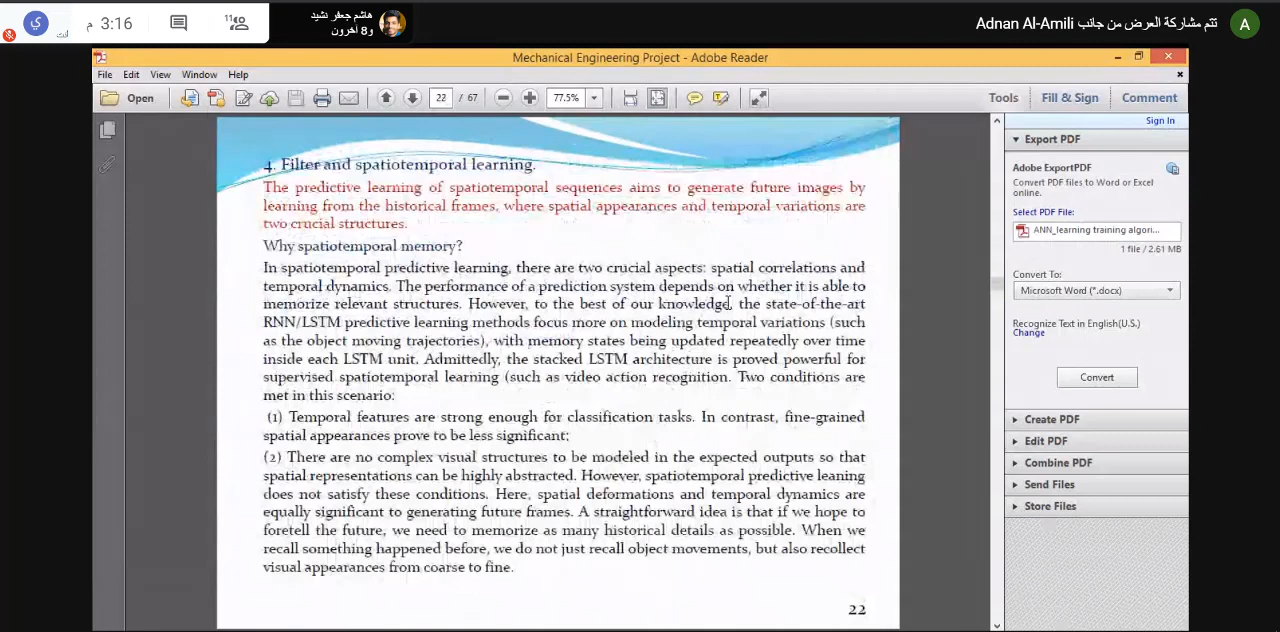 3:16 م
11
ي
أنت
هاشم جعفر نشيد
و8 آخرون
تتم مشاركة العرض من جانب Adnan Al-Amili
A
Mechanical Engineering Project - Adobe Reader
File Edit View Window Help
Open
22 / 67
77.5%
Tools
Fill & Sign
Comment
4. Filter and spatiotemporal learning.
The predictive learning of spatiotemporal sequences aims to generate future images by
learning from the historical frames, where spatial appearances and temporal variations are
two crucial structures.
Why spatiotemporal memory?
In spatiotemporal predictive learning, there are two crucial aspects: spatial correlations and
temporal dynamics. The performance of a prediction system depends on whether it is able to
memorize relevant structures. However, to the best of our knowledge, the state-of-the-art
RNN/LSTM predictive learning methods focus more on modeling temporal variations (such
as the object moving trajectories), with memory states being updated repeatedly over time
inside each LSTM unit. Admittedly, the stacked LSTM architecture is proved powerful for
supervised spatiotemporal learning (such as video action recognition. Two conditions are
met in this scenario:
(1) Temporal features are strong enough for classification tasks. In contrast, fine-grained
spatial appearances prove to be less significant;
(2) There are no complex visual structures to be modeled in the expected outputs so that
spatial representations can be highly abstracted. However, spatiotemporal predictive leaning
does not satisfy these conditions. Here, spatial deformations and temporal dynamics are
equally significant to generating future frames. A straightforward idea is that if we hope to
foretell the future, we need to memorize as many historical details as possible. When we
recall something happened before, we do not just recall object movements, but also recollect
visual appearances from coarse to fine.
22
Sign In
Export PDF
Adobe ExportPDF
Convert PDF files to Word or Excel
online.
Select PDF File:
ANN_learning training algori...
1 file / 2.61 MB
Convert To:
Microsoft Word (*.docx)
Recognize Text in English(U.S.)
Change
Convert
Create PDF
Edit PDF
Combine PDF
Send Files
Store Files